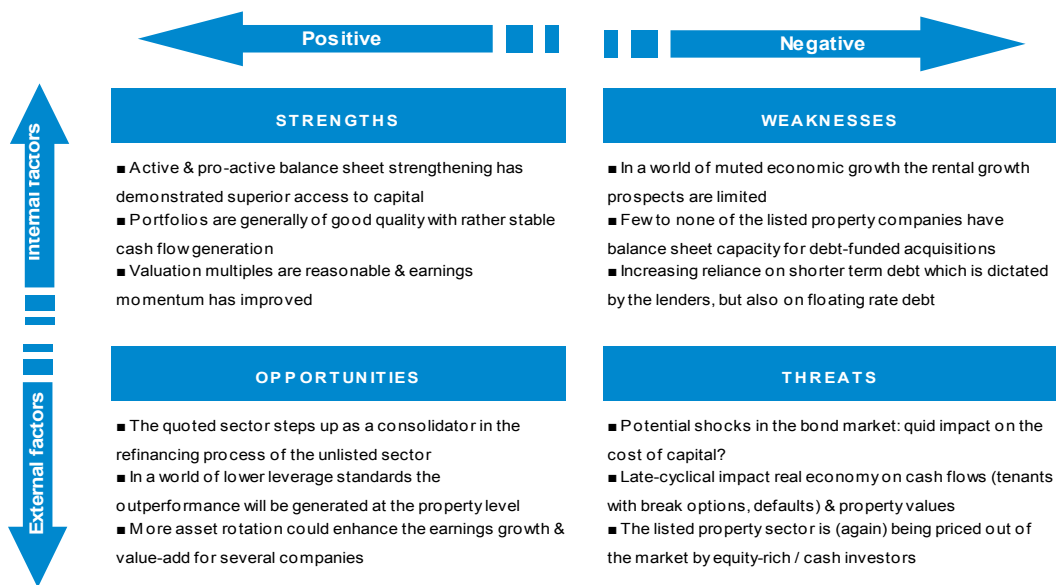 Positive
Negative
Internal factors
STRENGTHS
■ Active & pro-active balance sheet strengthening has
demonstrated superior access to capital
■ Portfolios are generally of good quality with rather stable
cash flow generation
■ Valuation multiples are reasonable & earnings
momentum has improved
WEAKNESSES
■ In a world of muted economic growth the rental growth
prospects are limited
■ Few to none of the listed property companies have
balance sheet capacity for debt-funded acquisitions
■ Increasing reliance on shorter term debt which is dictated
by the lenders, but also on floating rate debt
External factors
OPPORTUNITIES
■ The quoted sector steps up as a consolidator in the
refinancing process of the unlisted sector
■ In a world of lower leverage standards the
outperformance will be generated at the property level
■ More asset rotation could enhance the earnings growth &
value-add for several companies
THREATS
■ Potential shocks in the bond market: quid impact on the
cost of capital?
■ Late-cyclical impact real economy on cash flows (tenants
with break options, defaults) & property values
■ The listed property sector is (again) being priced out of
the market by equity-rich / cash investors